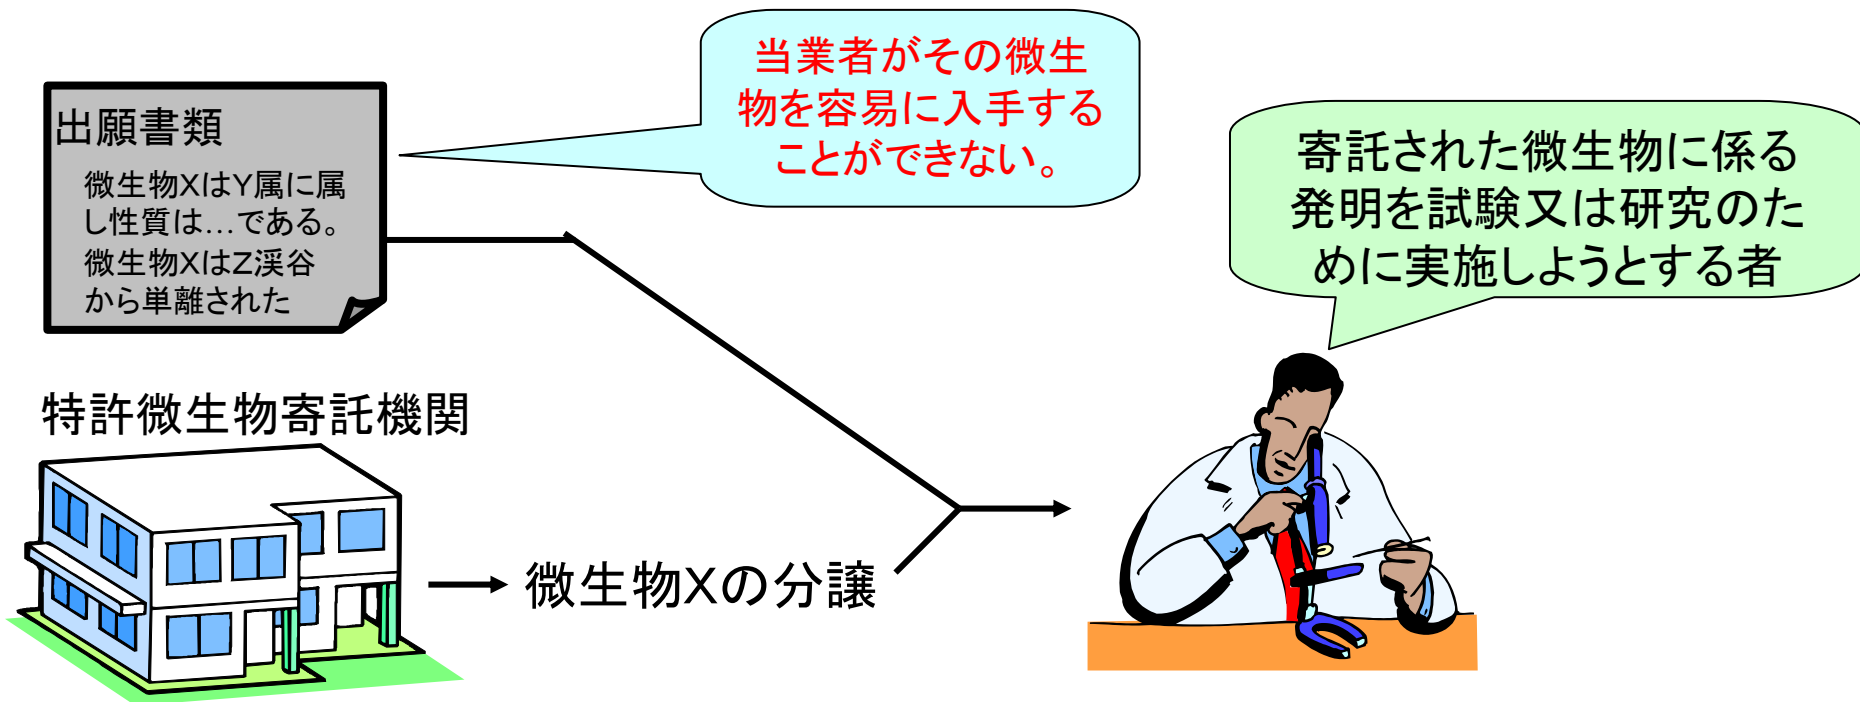 当業者がその微生
物を容易に入手する
ことができない。
出願書類
微生物XはY属に属
し性質は…である。
微生物XはZ渓谷
から単離された
寄託された微生物に係る
発明を試験又は研究のた
めに実施しようとする者
特許微生物寄託機関
微生物Xの分譲